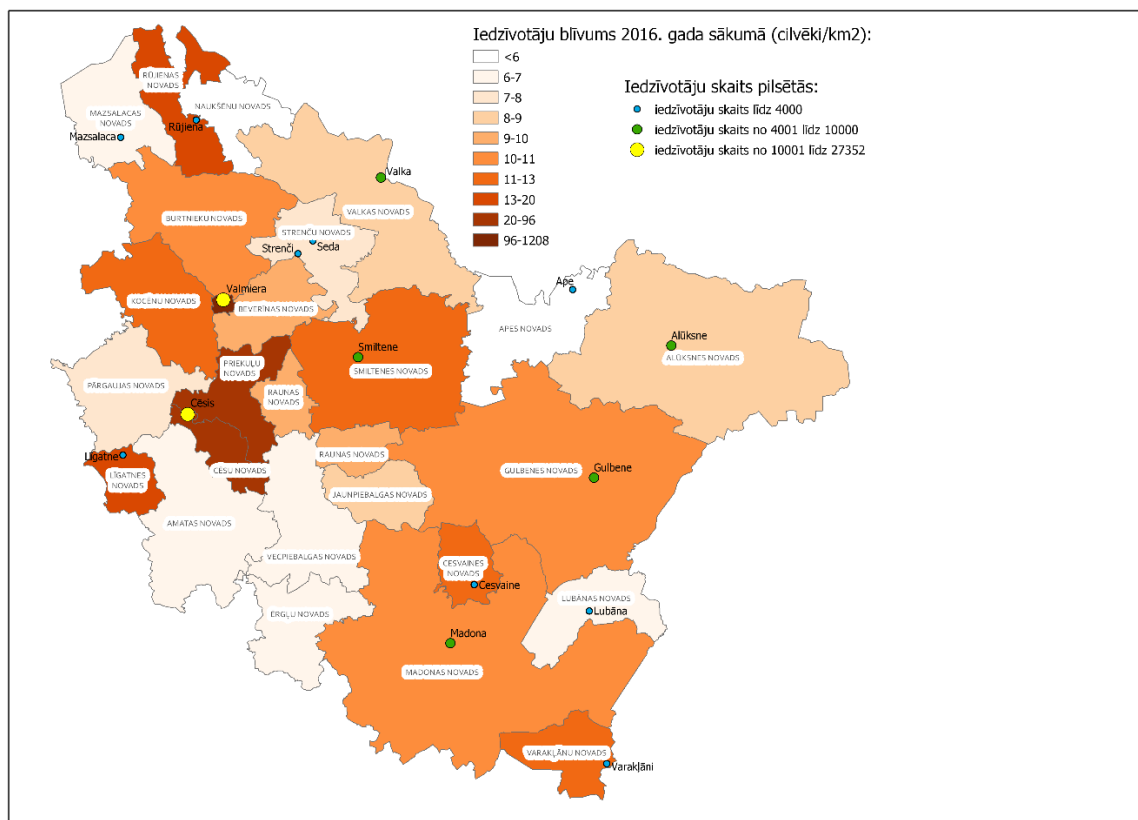 Iedzīvotāju blīvums 2016. gada sākumā (cilvēki/km2):
<6
6-7
7-8
8-9
9-10
10-11
11-13
13-20
20-96
96-1208
Iedzīvotāju skaits pilsētās:
iedzīvotāju skaits līdz 4000
iedzīvotāju skaits no 4001 līdz 10000
iedzīvotāju skaits no 10001 līdz 27352
RŪJIENAS
NOVADS
NAUKŠĒNU NOVADS
MAZSALACAS
NOVADS
Mazsalaca
Rūjiena
Valka
BURTNIEKU NOVADS
VALKAS NOVADS
STRENČU NOVADS
Strenči
Seda
Ape
KOCĒNU NOVADS
Valmiera
BEVERĪNAS NOVADS
APES NOVADS
Alūksne
ALŪKSNES NOVADS
Smiltene
SMILTENES NOVADS
PRIEKUĻU
NOVADS
PĀRGAUJAS NOVADS
RAUNAS
NOVADS
Cēsis
Līgatne
LĪGATNES
NOVADS
CĒSU NOVADS
RAUNAS NOVADS
GULBENES NOVADS
Gulbene
JAUNPIEBALGAS NOVADS
AMATAS NOVADS
VECPIEBALGAS NOVADS
CESVAINES
NOVADS
Cesvaine
LUBĀNAS NOVADS
Lubāna
ĒRGĻU NOVADS
Madona
MADONAS NOVADS
VARAKĻĀNU NOVADS
Varakļāni